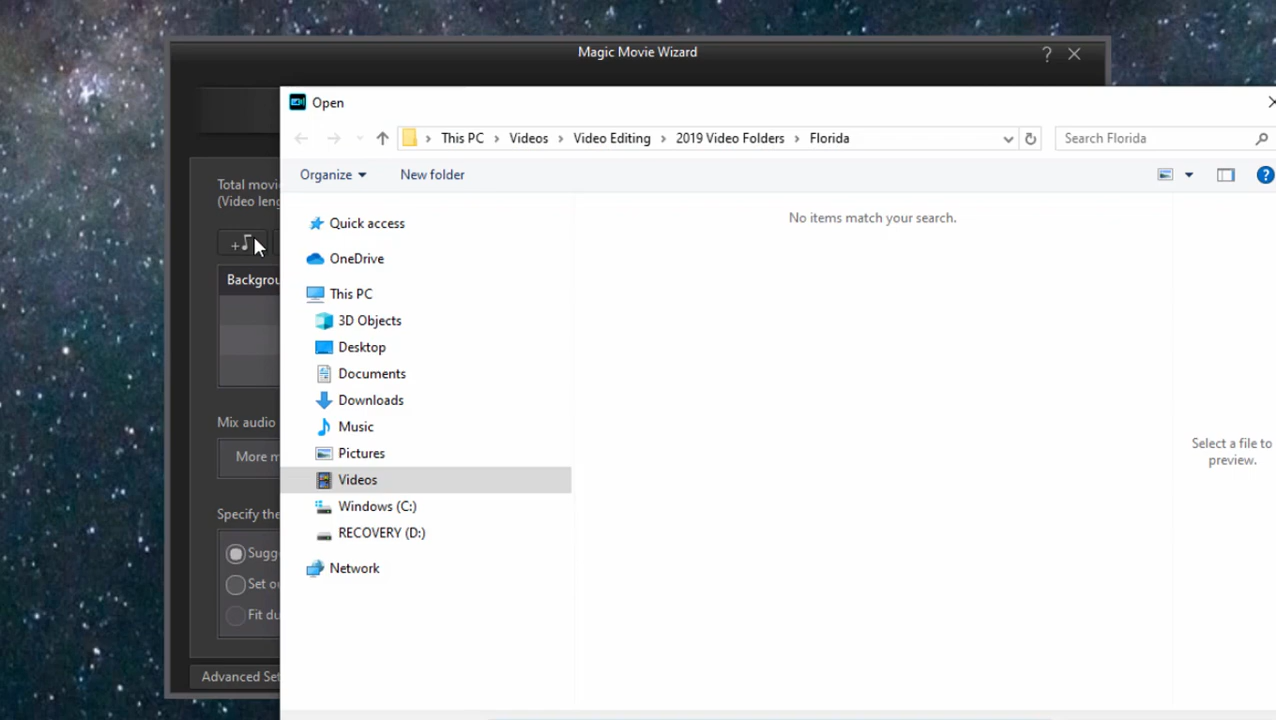 Magic Movie Wizard
?
Open
This PC > Videos > Video Editing > 2019 Video Folders > Florida
Search Florida
Organize
New folder
?
Total movi
(Video leng
Quick access
No items match your search.
OneDrive
Backgrou
This PC
3D Objects
Desktop
Documents
Downloads
Mix audio
Music
More m
Pictures
Select a file to
preview.
Videos
Windows (C:)
Specify the
RECOVERY (D:)
Sugge
Network
Set ou
Fit du
Advanced Set